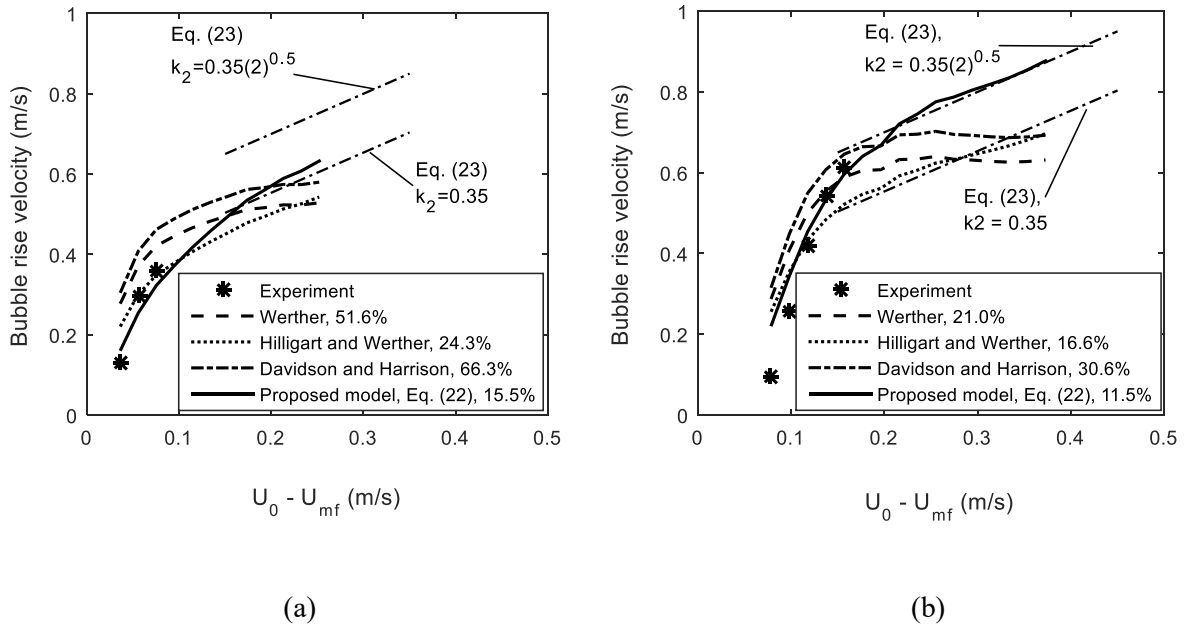 1
0.8
0.6
0.4
0.2
0
0
0.1
0.2
0.3
0.4
0.5
Bubble rise velocity (m/s)
U0 - Umf (m/s)
Eq. (23)
k2=0.35(2)0.5
Eq. (23)
k2=0.35
Experiment
Werther, 51.6%
Hilligart and Werther, 24.3%
Davidson and Harrison, 66.3%
Proposed model, Eq. (22), 15.5%
(a)
1
0.8
0.6
0.4
0.2
0
0
0.1
0.2
0.3
0.4
0.5
Bubble rise velocity (m/s)
U0 - Umf (m/s)
Eq. (23),
k2 = 0.35(2)0.5
Eq. (23),
k2 = 0.35
Experiment
Werther, 21.0%
Hilligart and Werther, 16.6%
Davidson and Harrison, 30.6%
Proposed model, Eq. (22), 11.5%
(b)